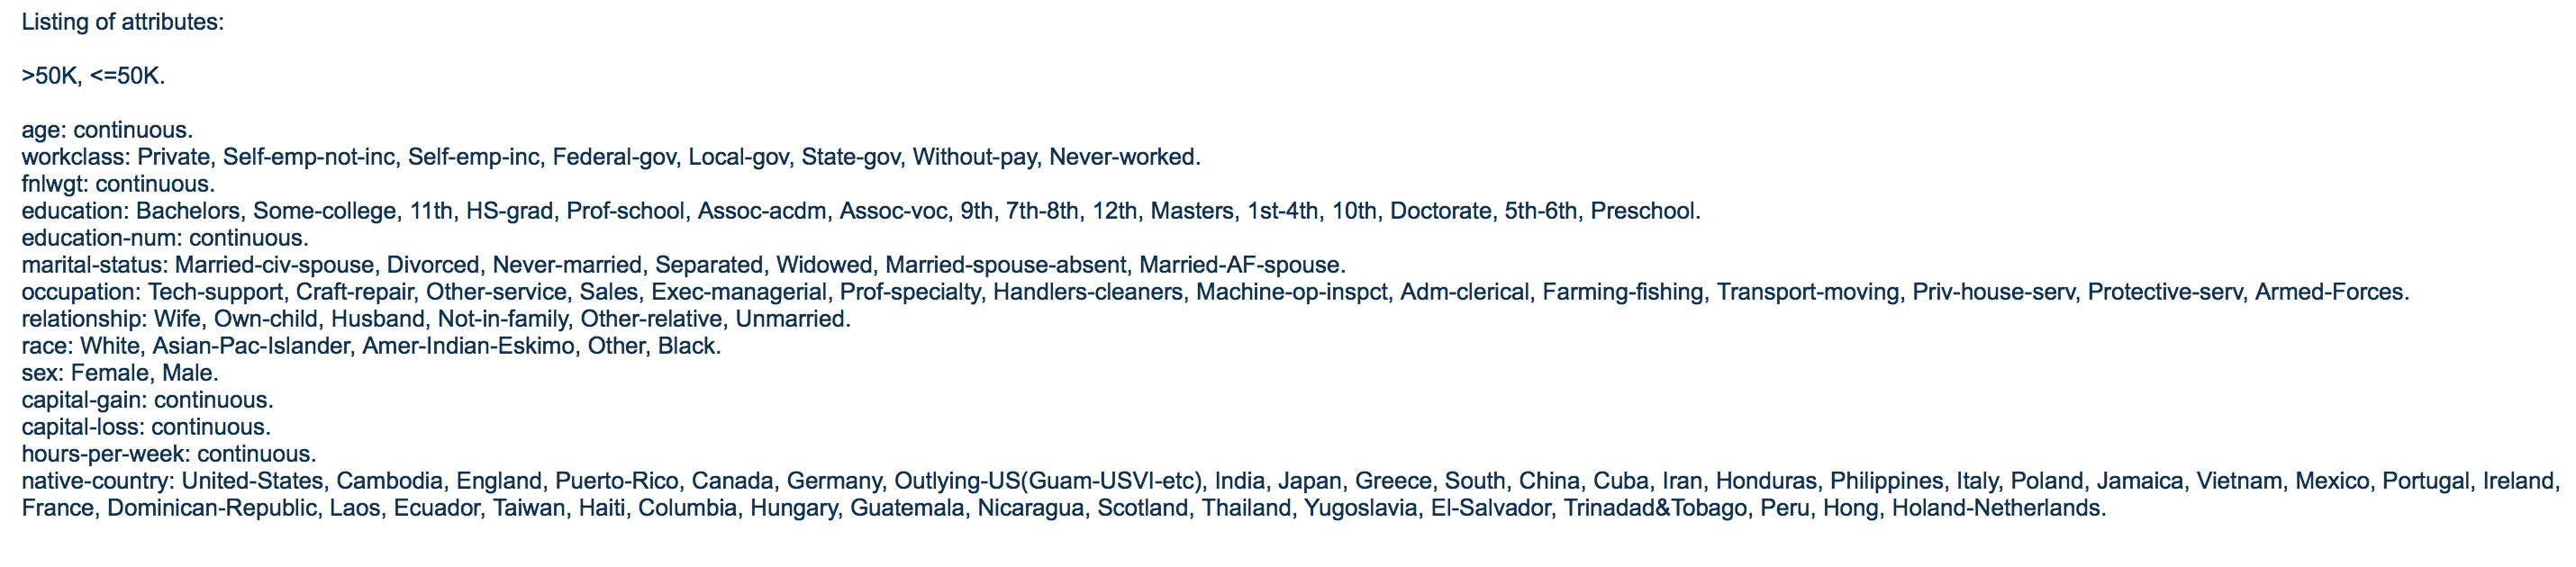 Listing of attributes:
>50K, <=50K.
age: continuous.
workclass: Private, Self-emp-not-inc, Self-emp-inc, Federal-gov, Local-gov, State-gov, Without-pay, Never-worked.
fnlwgt: continuous.
education: Bachelors, Some-college, 11th, HS-grad, Prof-school, Assoc-acdm, Assoc-voc, 9th, 7th-8th, 12th, Masters, 1st-4th, 10th, Doctorate, 5th-6th, Preschool.
education-num: continuous.
marital-status: Married-civ-spouse, Divorced, Never-married, Separated, Widowed, Married-spouse-absent, Married-AF-spouse.
occupation: Tech-support, Craft-repair, Other-service, Sales, Exec-managerial, Prof-specialty, Handlers-cleaners, Machine-op-inspct, Adm-clerical, Farming-fishing, Transport-moving, Priv-house-serv, Protective-serv, Armed-Forces.
relationship: Wife, Own-child, Husband, Not-in-family, Other-relative, Unmarried.
race: White, Asian-Pac-Islander, Amer-Indian-Eskimo, Other, Black.
sex: Female, Male.
capital-gain: continuous.
capital-loss: continuous.
hours-per-week: continuous.
native-country: United-States, Cambodia, England, Puerto-Rico, Canada, Germany, Outlying-US(Guam-USVI-etc), India, Japan, Greece, South, China, Cuba, Iran, Honduras, Philippines, Italy, Poland, Jamaica, Vietnam, Mexico, Portugal, Ireland,
France, Dominican-Republic, Laos, Ecuador, Taiwan, Haiti, Columbia, Hungary, Guatemala, Nicaragua, Scotland, Thailand, Yugoslavia, El-Salvador, Trinadad&Tobago, Peru, Hong, Holand-Netherlands.